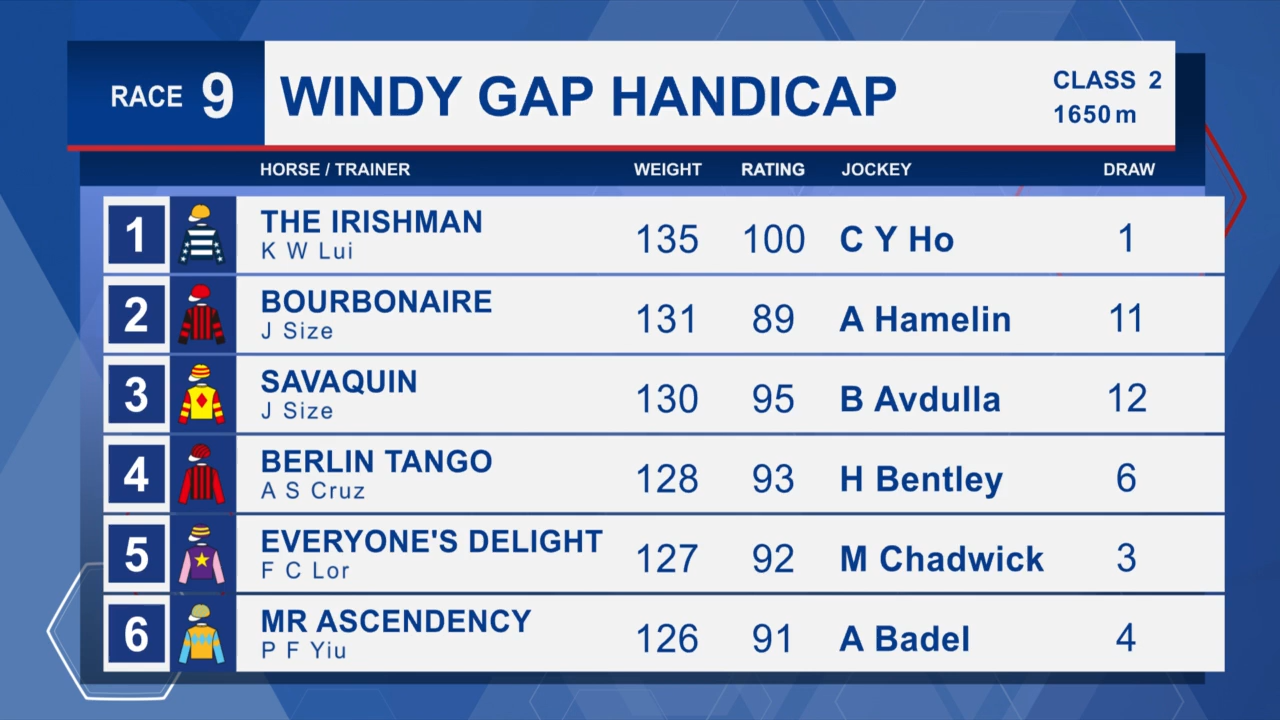 RACE 9 WINDY GAP HANDICAP CLASS 2
1650m
HORSE / TRAINER WEIGHT RATING JOCKEY DRAW
1 THE IRISHMAN 135 100 C Y Ho 1
K W Lui
2 BOURBONAIRE 131 89 A Hamelin 11
J Size
3 SAVAQUIN 130 95 B Avdulla 12
J Size
4 BERLIN TANGO 128 93 H Bentley 6
A S Cruz
5 EVERYONE'S DELIGHT 127 92 M Chadwick 3
F C Lor
6 MR ASCENDENCY 126 91 A Badel 4
P F Yiu